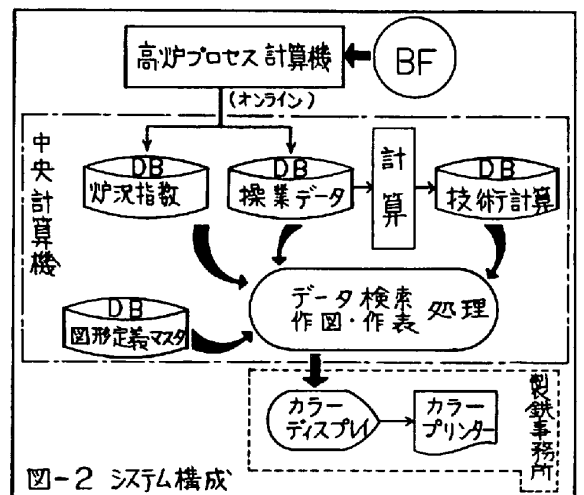 高炉プロセス計算機
BF
(オンライン)
中央計算機
DB
炉況指数
DB
操業データ
計算
DB
技術計算
データ検索
作図・作表
処理
DB
図形定義マスタ
カラー
ディスプレイ
カラー
プリンター
製鉄事務所
図-2 システム構成